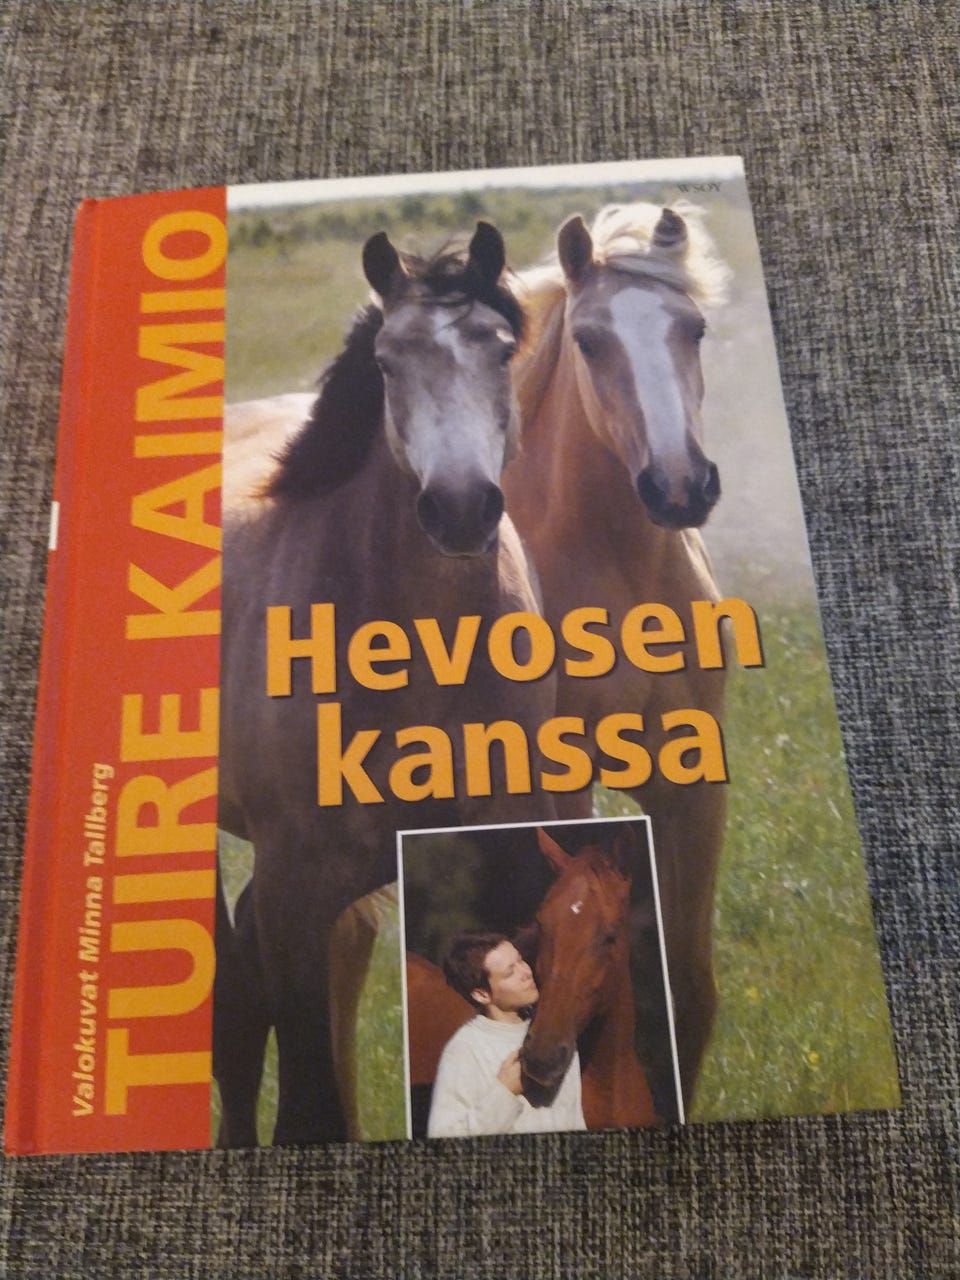 WSOY
TUIRE KAIMIO
Valokuvat Minna Tallberg
Hevosen
kanssa